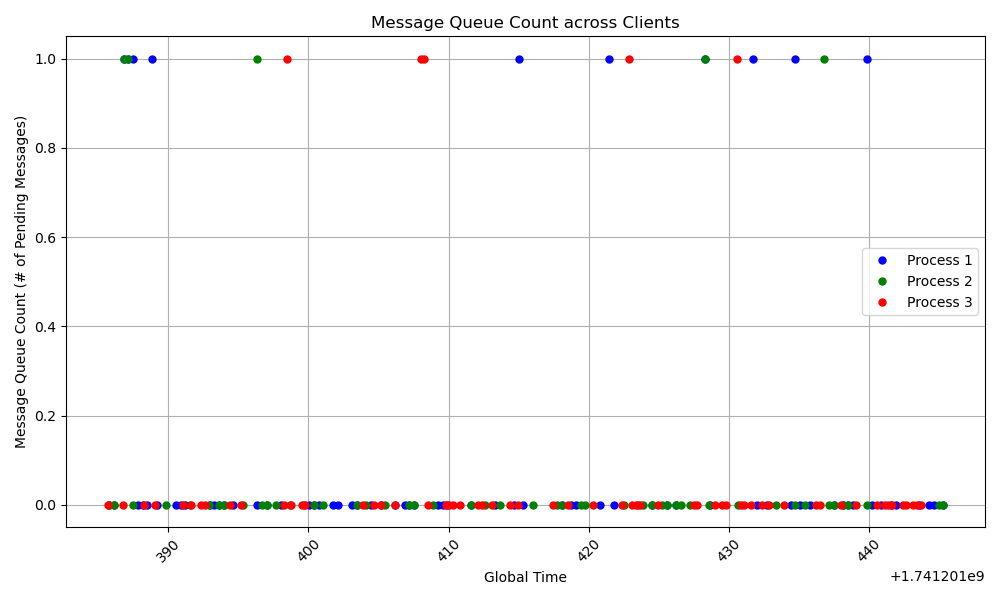 Message Queue Count across Clients
Message Queue Count (# of Pending Messages)
1.0
0.8
0.6
0.4
0.2
0.0
Process 1
Process 2
Process 3
390
400
410
420
430
440
Global Time
+1.741201e9